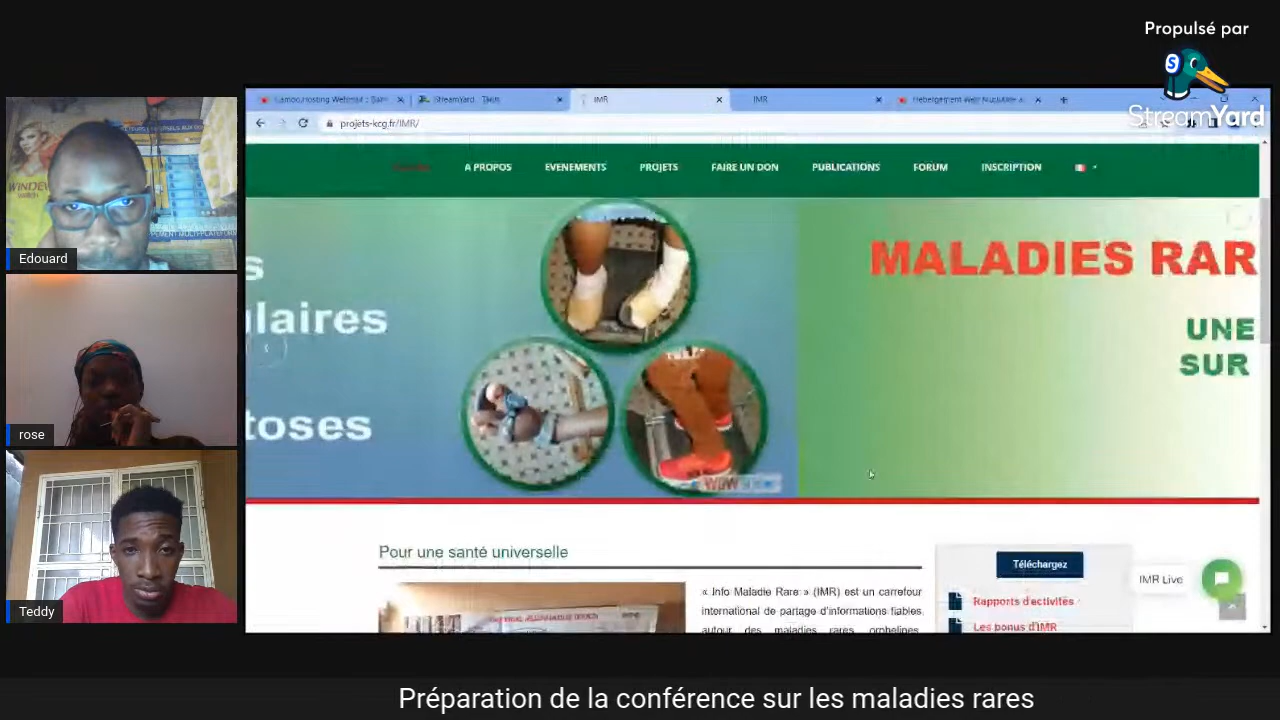 Propulsé par
StreamYard
WINDEV
Edouard
rose
Teddy
IMR
IMR
projets-kcg.fr/IMR/
A PROPOS
EVENEMENTS
PROJETS
FAIRE UN DON
PUBLICATIONS
FORUM
INSCRIPTION
s
ulaires
toses
MALADIES RAR
UNE
SUR
Pour une santé universelle
« Info Maladie Rare » (IMR) est un carrefour
international de partage d'informations fiables
autour des maladies rares orphelines
Téléchargez
Rapports d'activités
Les bonus d'IMR
IMR Live
Préparation de la conférence sur les maladies rares